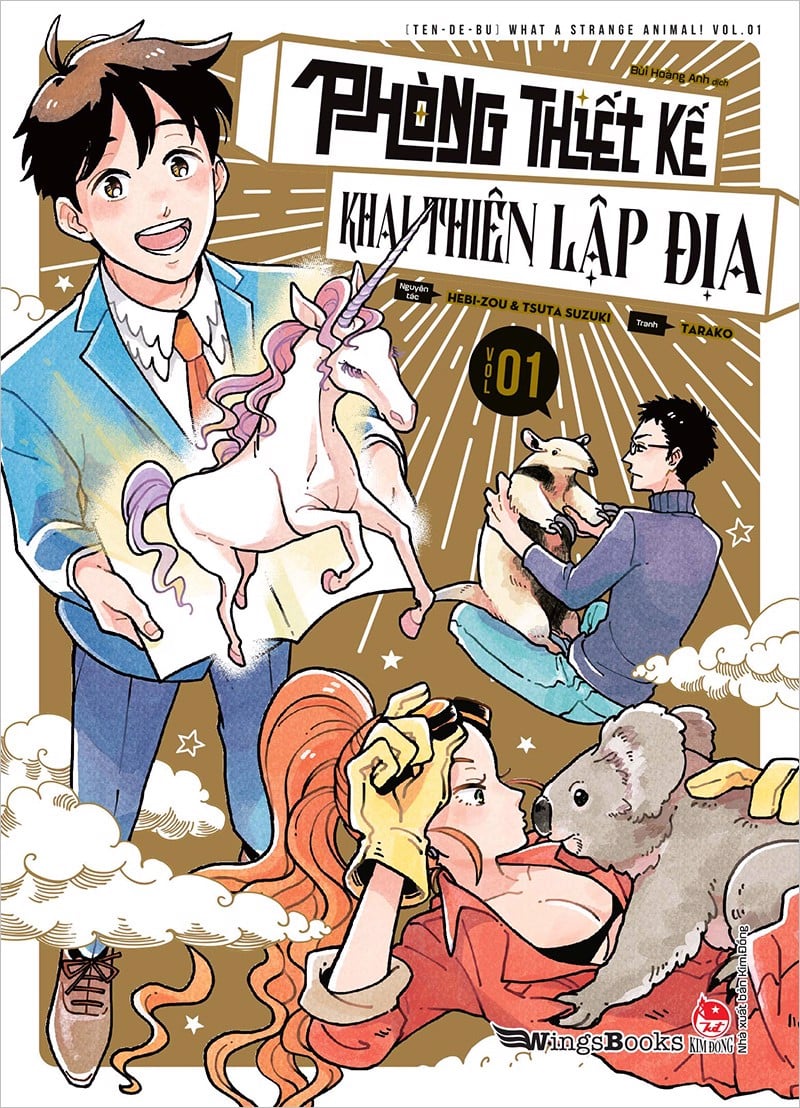 [TEN-DE-BU] WHAT A STRANGE ANIMAL! VOL.01
Bùi Hoàng Anh dịch
PHÒNG THIẾT KẾ
KHAI THIÊN LẬP ĐỊA
Nguyên tác
HEBI-ZOU & TSUTA SUZUKI
Tranh
TARAKO
VOL 01
WingsBooks
KIM ĐỒNG
Nhà xuất bản Kim Đồng